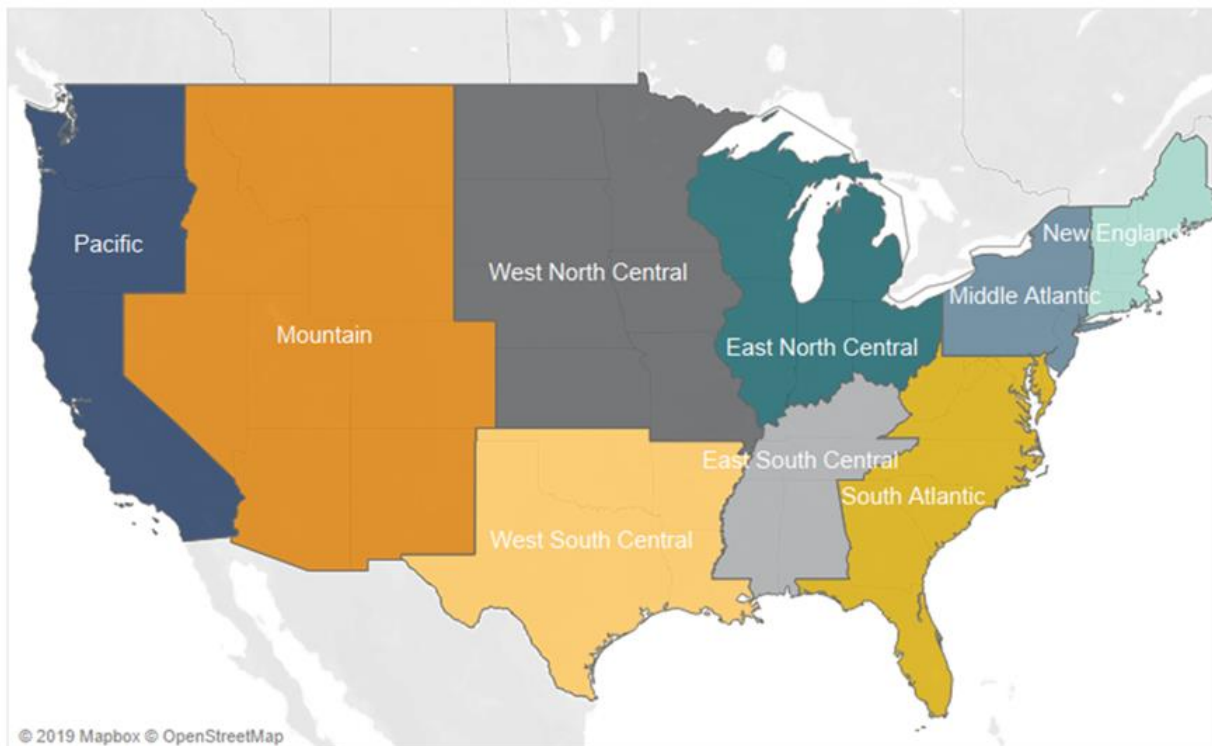 Pacific
Mountain
West North Central
East North Central
New England
Middle Atlantic
East South Central
South Atlantic
West South Central
© 2019 Mapbox © OpenStreetMap